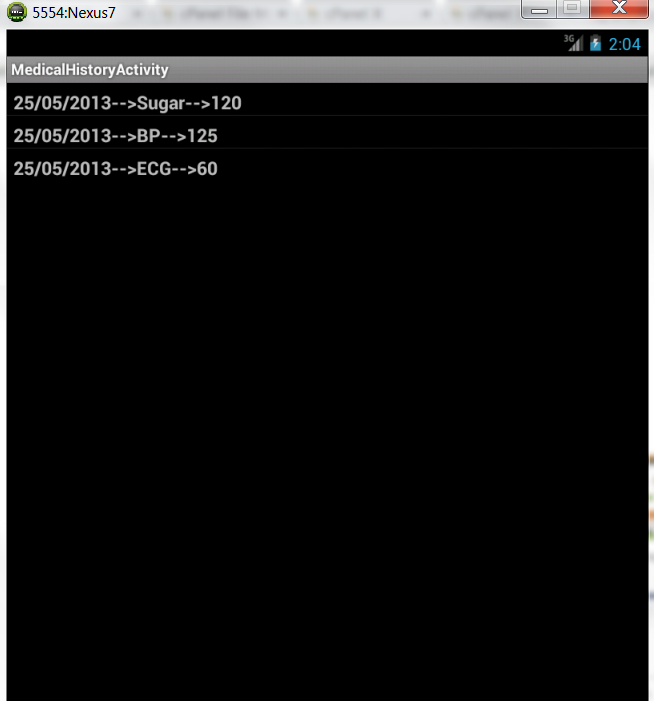 5554:Nexus7
3G 2:04
MedicalHistoryActivity
25/05/2013-->Sugar-->120
25/05/2013-->BP-->125
25/05/2013-->ECG-->60